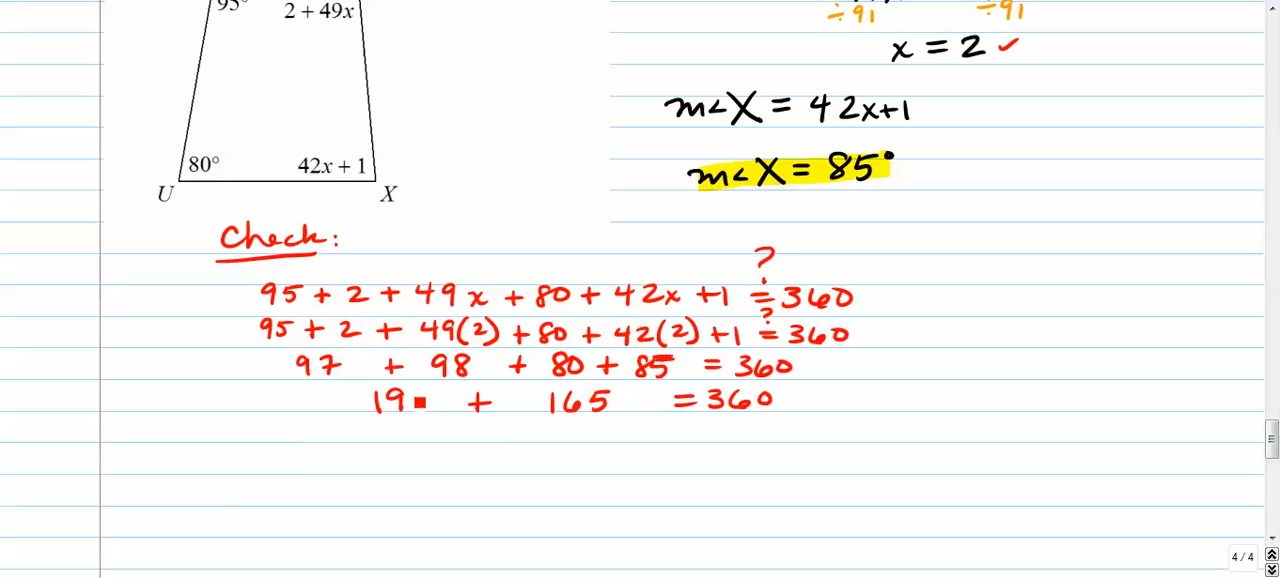 95°
2 + 49x
80°
42x + 1
U
X
÷91
÷91
x = 2 ✓
m<X = 42x+1
m<X = 85°
Check:
95 + 2 + 49x + 80 + 42x + 1 ≟ 360
95 + 2 + 49(2) + 80 + 42(2) + 1 ≟ 360
97 + 98 + 80 + 85 = 360
19 + 165 = 360
4 / 4